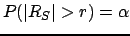 P(|R_S| > r) = α